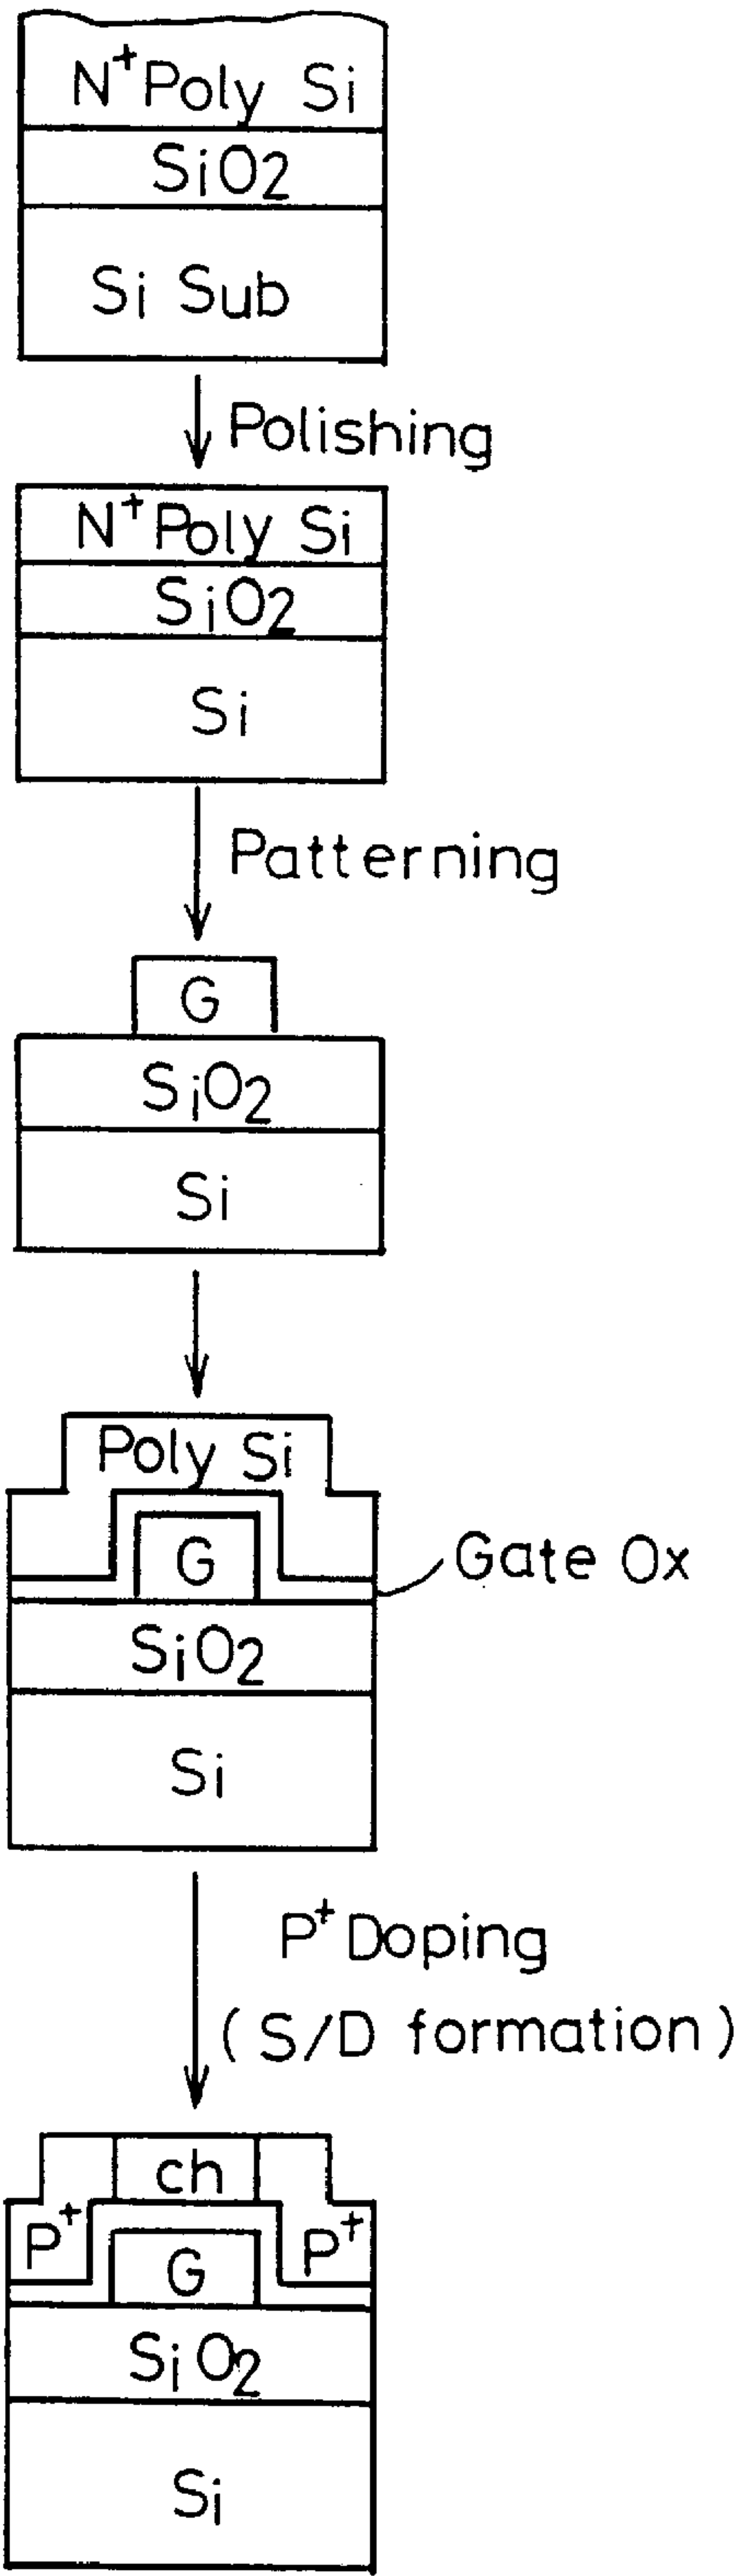 N⁺Poly Si
SiO₂
Si Sub
Polishing
N⁺Poly Si
SiO₂
Si
Patterning
G
SiO₂
Si
Poly Si
G
Gate Ox
SiO₂
Si
P⁺ Doping
(S/D formation)
ch
P⁺ P⁺
G
SiO₂
Si